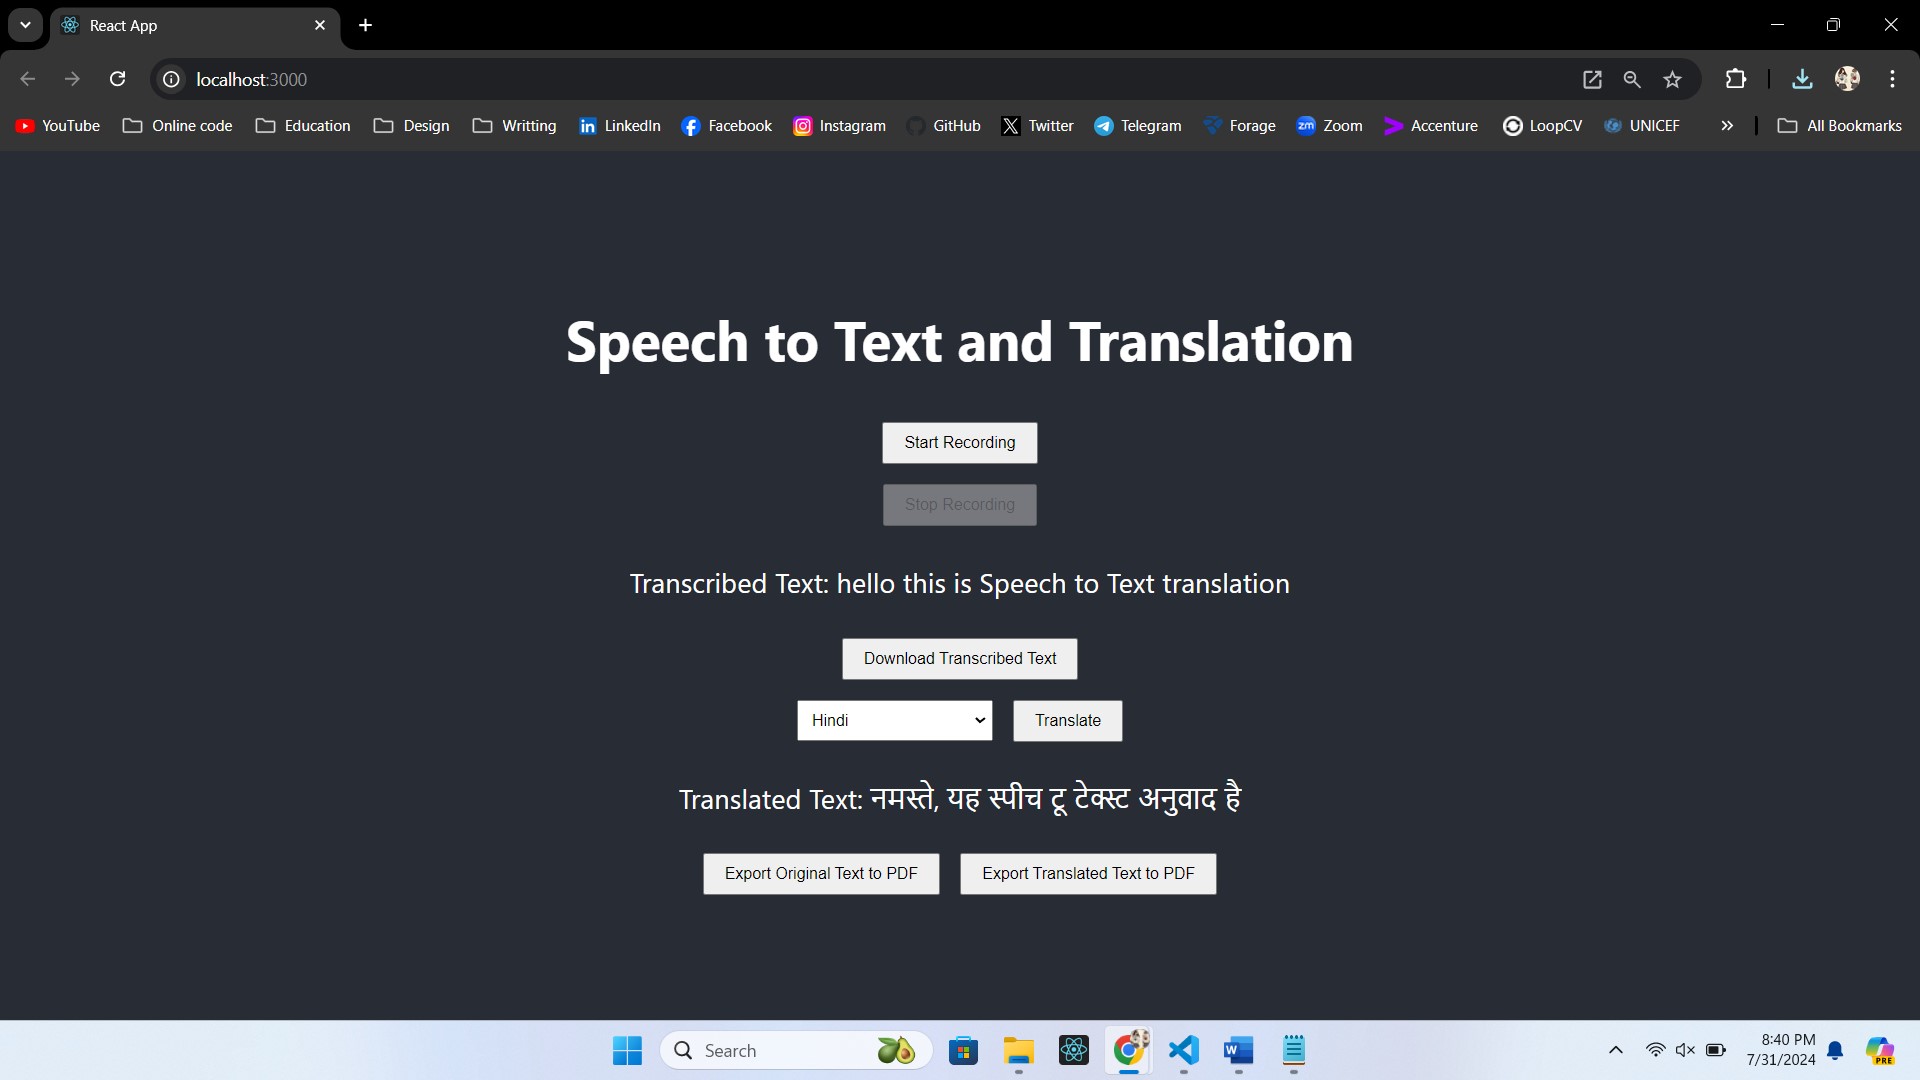 React App
localhost:3000
YouTube Online code Education Design Writting LinkedIn Facebook Instagram GitHub Twitter Telegram Forage zm Zoom Accenture LoopCV UNICEF All Bookmarks
Speech to Text and Translation
Start Recording
Stop Recording
Transcribed Text: hello this is Speech to Text translation
Download Transcribed Text
Hindi Translate
Translated Text: नमस्ते, यह स्पीच टू टेक्स्ट अनुवाद है
Export Original Text to PDF Export Translated Text to PDF
Search
8:40 PM
7/31/2024
PRE